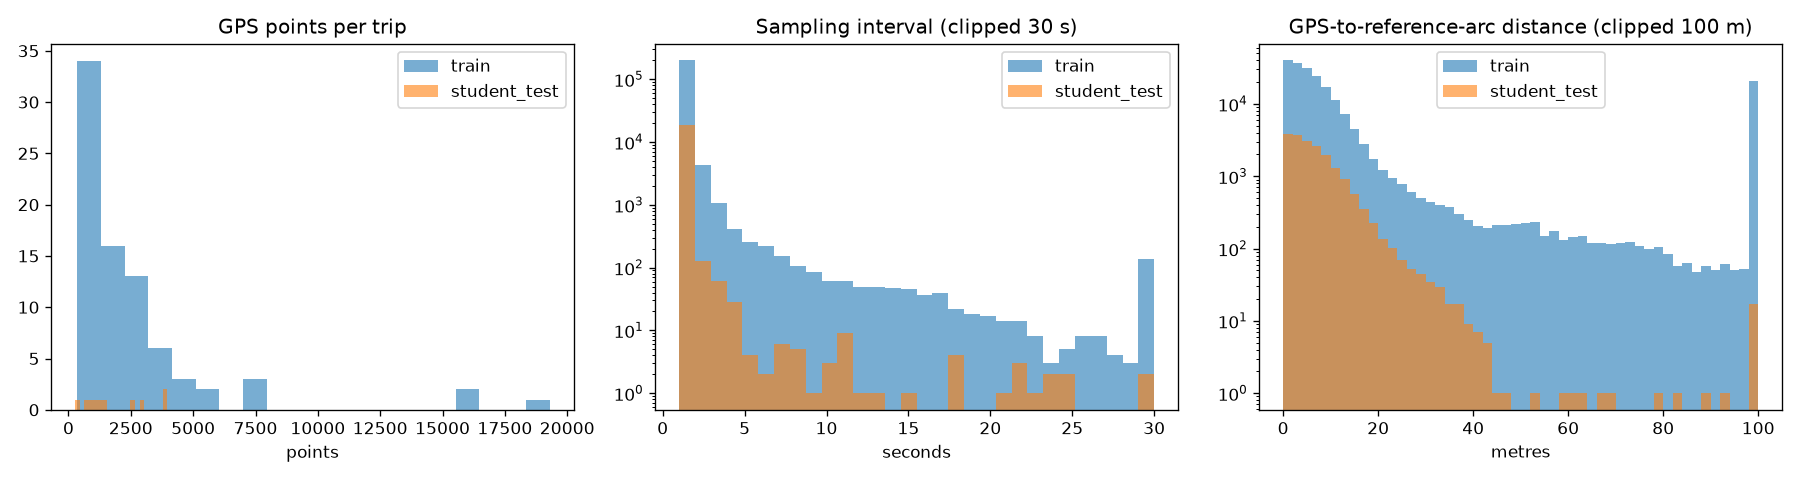 GPS points per trip
35
30
25
20
15
10
5
0
0 2500 5000 7500 10000 12500 15000 17500 20000
points
train
student_test
Sampling interval (clipped 30 s)
10^5
10^4
10^3
10^2
10^1
10^0
0 5 10 15 20 25 30
seconds
train
student_test
GPS-to-reference-arc distance (clipped 100 m)
10^4
10^3
10^2
10^1
10^0
0 20 40 60 80 100
metres
train
student_test